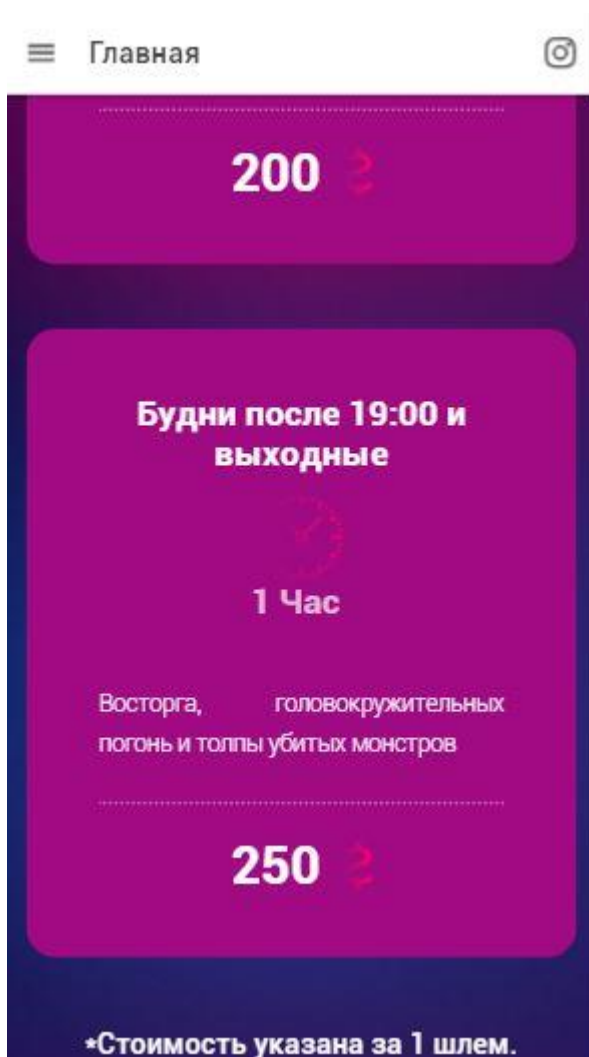 Главная
200 ₴
Будни после 19:00 и
выходные
1 Час
Восторга, головокружительных
погонь и толпы убитых монстров
250 ₴
*Стоимость указана за 1 шлем.